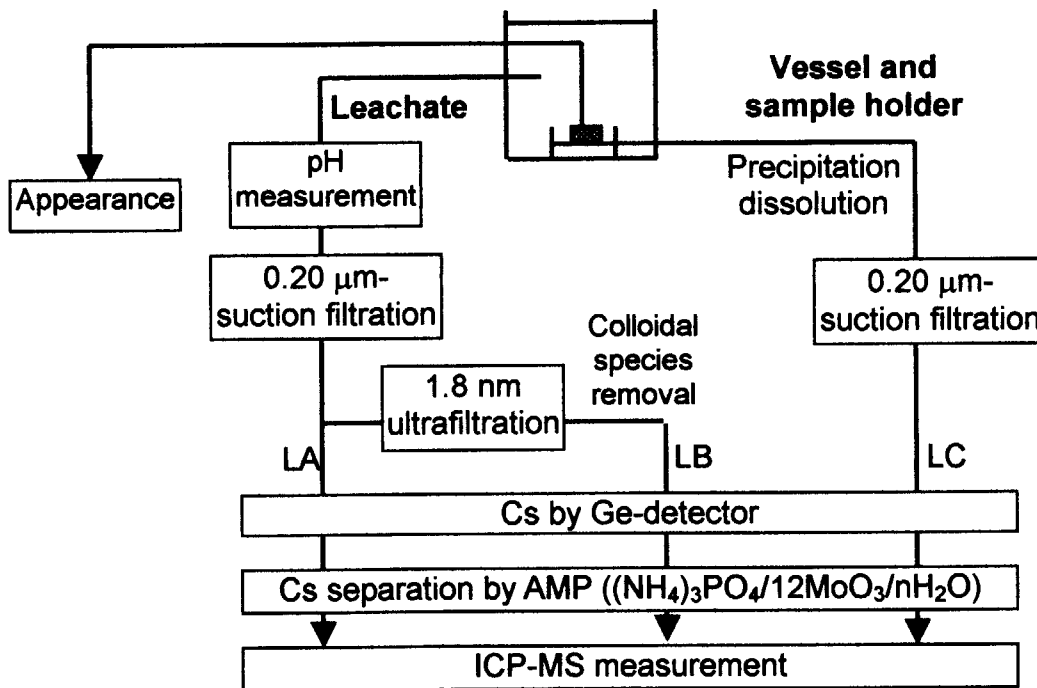 Vessel and
sample holder
Leachate
Precipitation
dissolution
pH
measurement
Appearance
0.20 μm-
suction filtration
0.20 μm-
suction filtration
Colloidal
species
removal
1.8 nm
ultrafiltration
LA
LB
LC
Cs by Ge-detector
Cs separation by AMP ((NH₄)₃PO₄/12MoO₃/nH₂O)
ICP-MS measurement